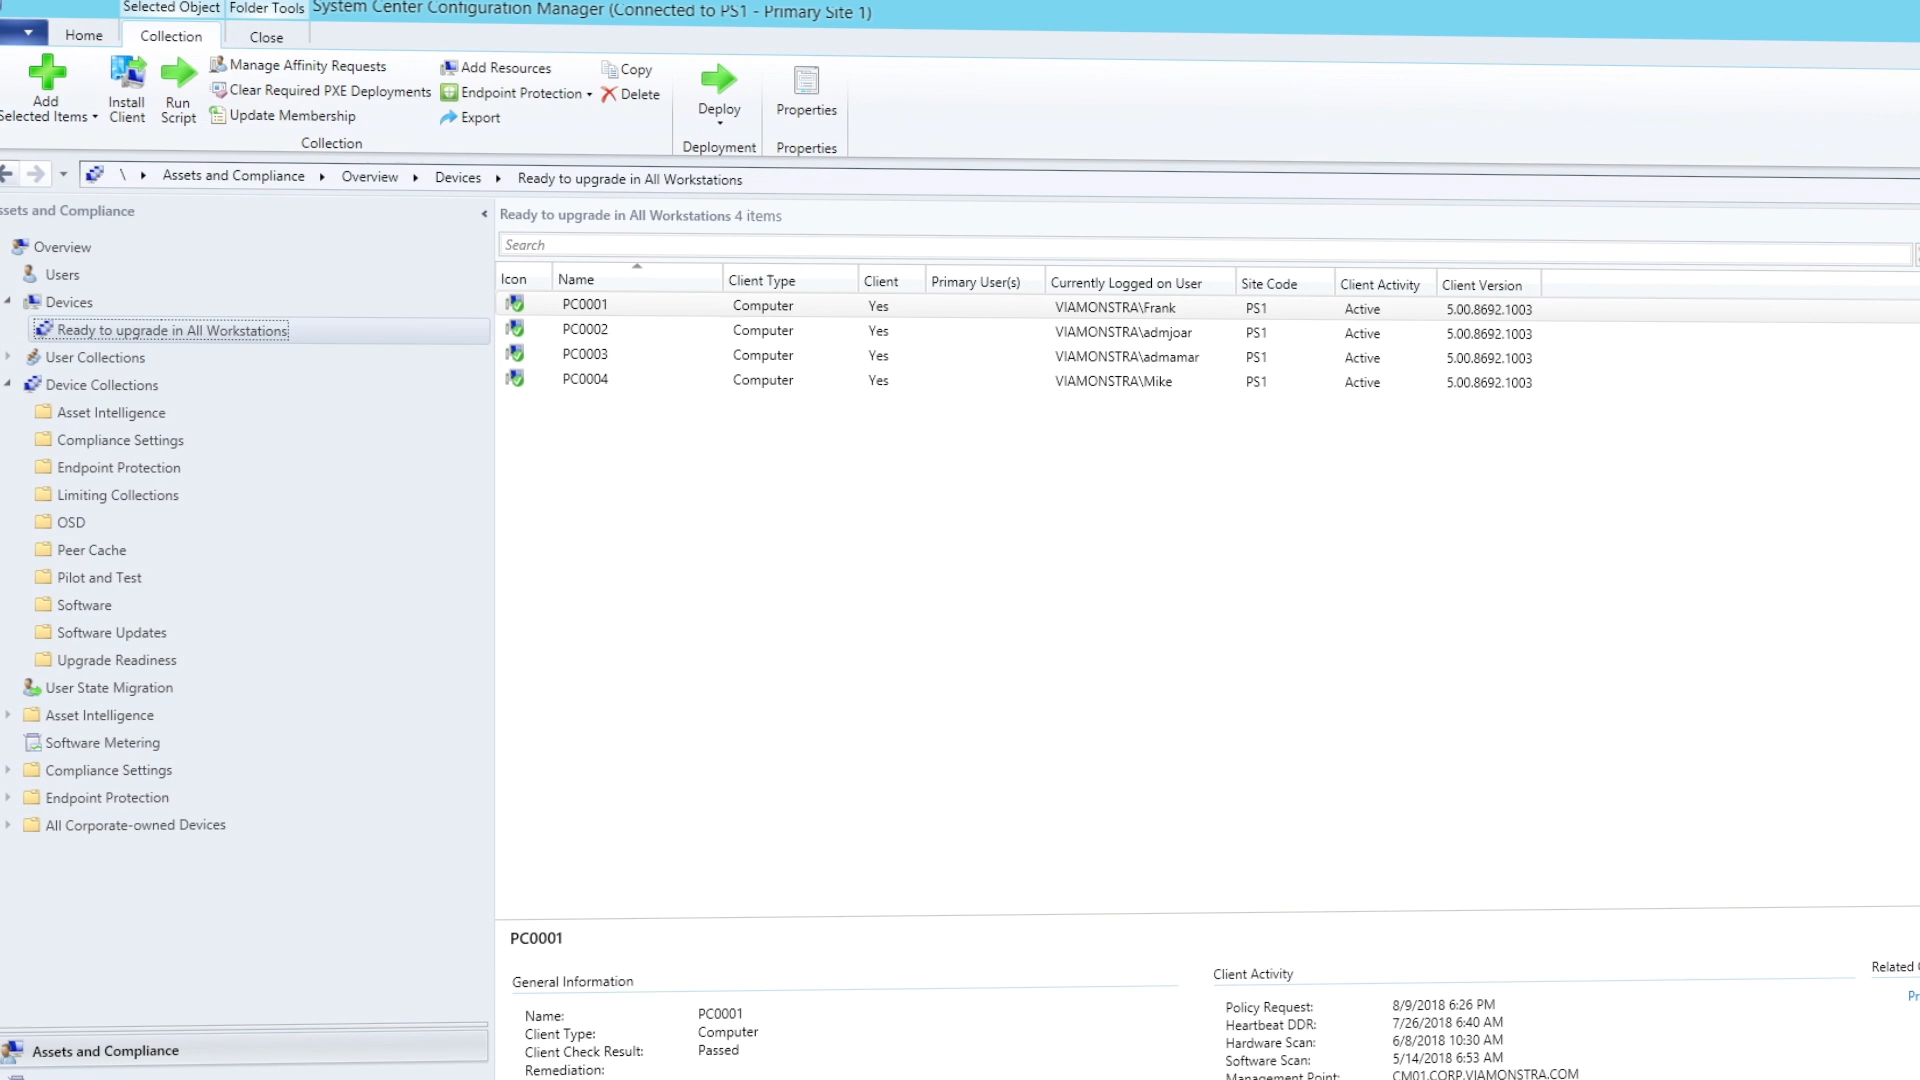 Selected Object Folder Tools System Center Configuration Manager (Connected to PS1 - Primary Site 1)
Home Collection Close
Add Selected Items
Install Client
Run Script
Manage Affinity Requests
Clear Required PXE Deployments
Update Membership
Add Resources
Endpoint Protection
Export
Copy
Delete
Collection
Deploy
Deployment
Properties
Properties
\ Assets and Compliance Overview Devices Ready to upgrade in All Workstations
ssets and Compliance
Overview
Users
Devices
Ready to upgrade in All Workstations
User Collections
Device Collections
Asset Intelligence
Compliance Settings
Endpoint Protection
Limiting Collections
OSD
Peer Cache
Pilot and Test
Software
Software Updates
Upgrade Readiness
User State Migration
Asset Intelligence
Software Metering
Compliance Settings
Endpoint Protection
All Corporate-owned Devices
Assets and Compliance
Ready to upgrade in All Workstations 4 items
Search
Icon Name Client Type Client Primary User(s) Currently Logged on User Site Code Client Activity Client Version
PC0001 Computer Yes VIAMONSTRA\Frank PS1 Active 5.00.8692.1003
PC0002 Computer Yes VIAMONSTRA\admjoar PS1 Active 5.00.8692.1003
PC0003 Computer Yes VIAMONSTRA\admamar PS1 Active 5.00.8692.1003
PC0004 Computer Yes VIAMONSTRA\Mike PS1 Active 5.00.8692.1003
PC0001
General Information
Name: PC0001
Client Type: Computer
Client Check Result: Passed
Remediation:
Client Activity
Policy Request: 8/9/2018 6:26 PM
Heartbeat DDR: 7/26/2018 6:40 AM
Hardware Scan: 6/8/2018 10:30 AM
Software Scan: 5/14/2018 6:53 AM
Management Point: CM01.CORP.VIAMONSTRA.COM
Related
Pr